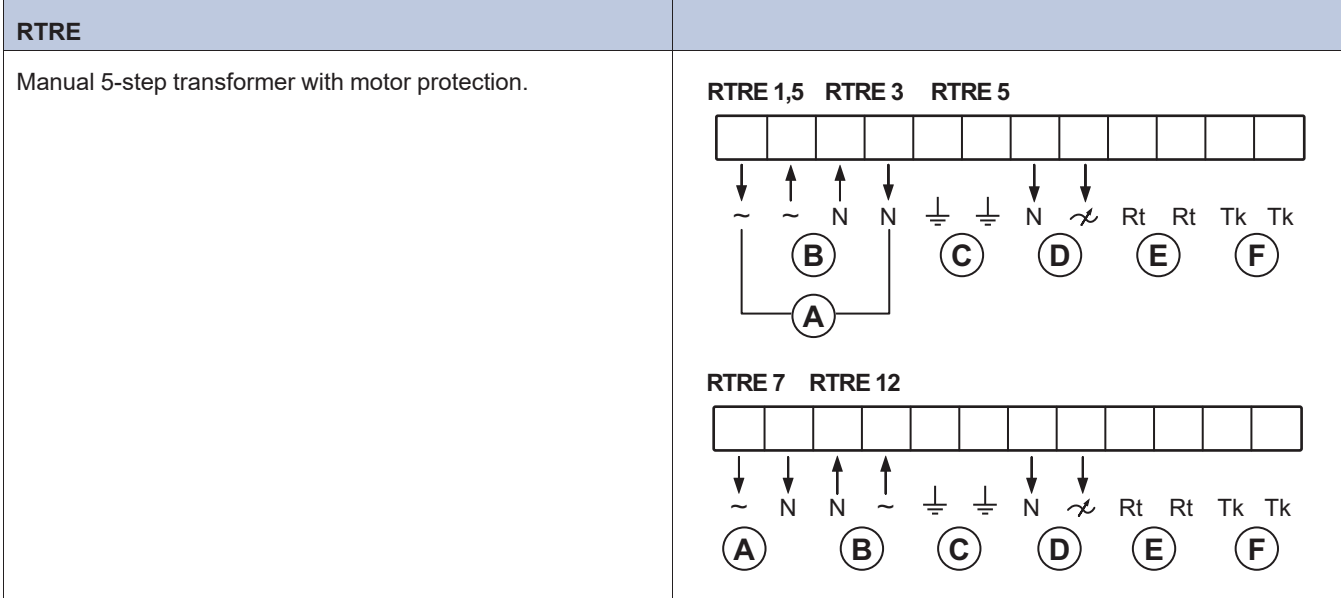 RTRE
Manual 5-step transformer with motor protection.
RTRE 1,5 RTRE 3 RTRE 5
~ ~ N N N Rt Rt Tk Tk
B C D E F
A
RTRE 7 RTRE 12
~ N N ~ N Rt Rt Tk Tk
A B C D E F